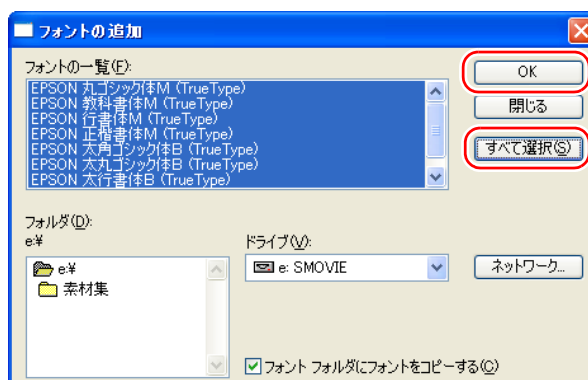 フォントの追加
フォントの一覧(F):
EPSON 丸ゴシック体M (TrueType)
EPSON 教科書体M (TrueType)
EPSON 行書体M (TrueType)
EPSON 正楷書体M (TrueType)
EPSON 太角ゴシック体B (TrueType)
EPSON 太丸ゴシック体B (TrueType)
EPSON 太行書体B (TrueType)
OK
閉じる
すべて選択(S)
フォルダ(D):
e:¥
e:¥
素材集
ドライブ(V):
e: SMOVIE
ネットワーク...
フォント フォルダにフォントをコピーする(C)